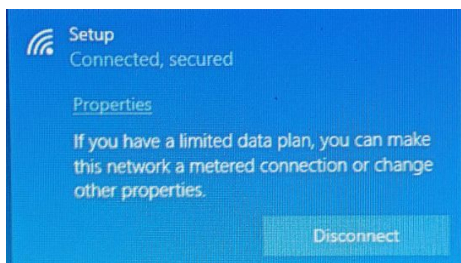 Setup
Connected, secured
Properties
If you have a limited data plan, you can make
this network a metered connection or change
other properties.
Disconnect